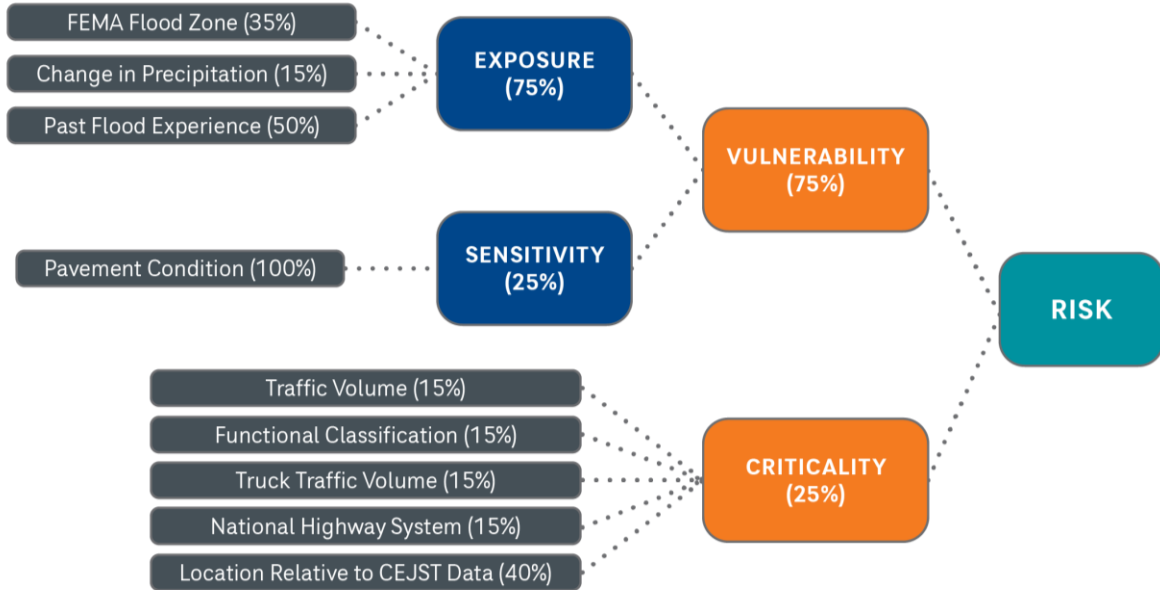 FEMA Flood Zone (35%)
Change in Precipitation (15%)
Past Flood Experience (50%)
EXPOSURE
(75%)
VULNERABILITY
(75%)
Pavement Condition (100%)
SENSITIVITY
(25%)
RISK
Traffic Volume (15%)
Functional Classification (15%)
Truck Traffic Volume (15%)
National Highway System (15%)
Location Relative to CEJST Data (40%)
CRITICALITY
(25%)